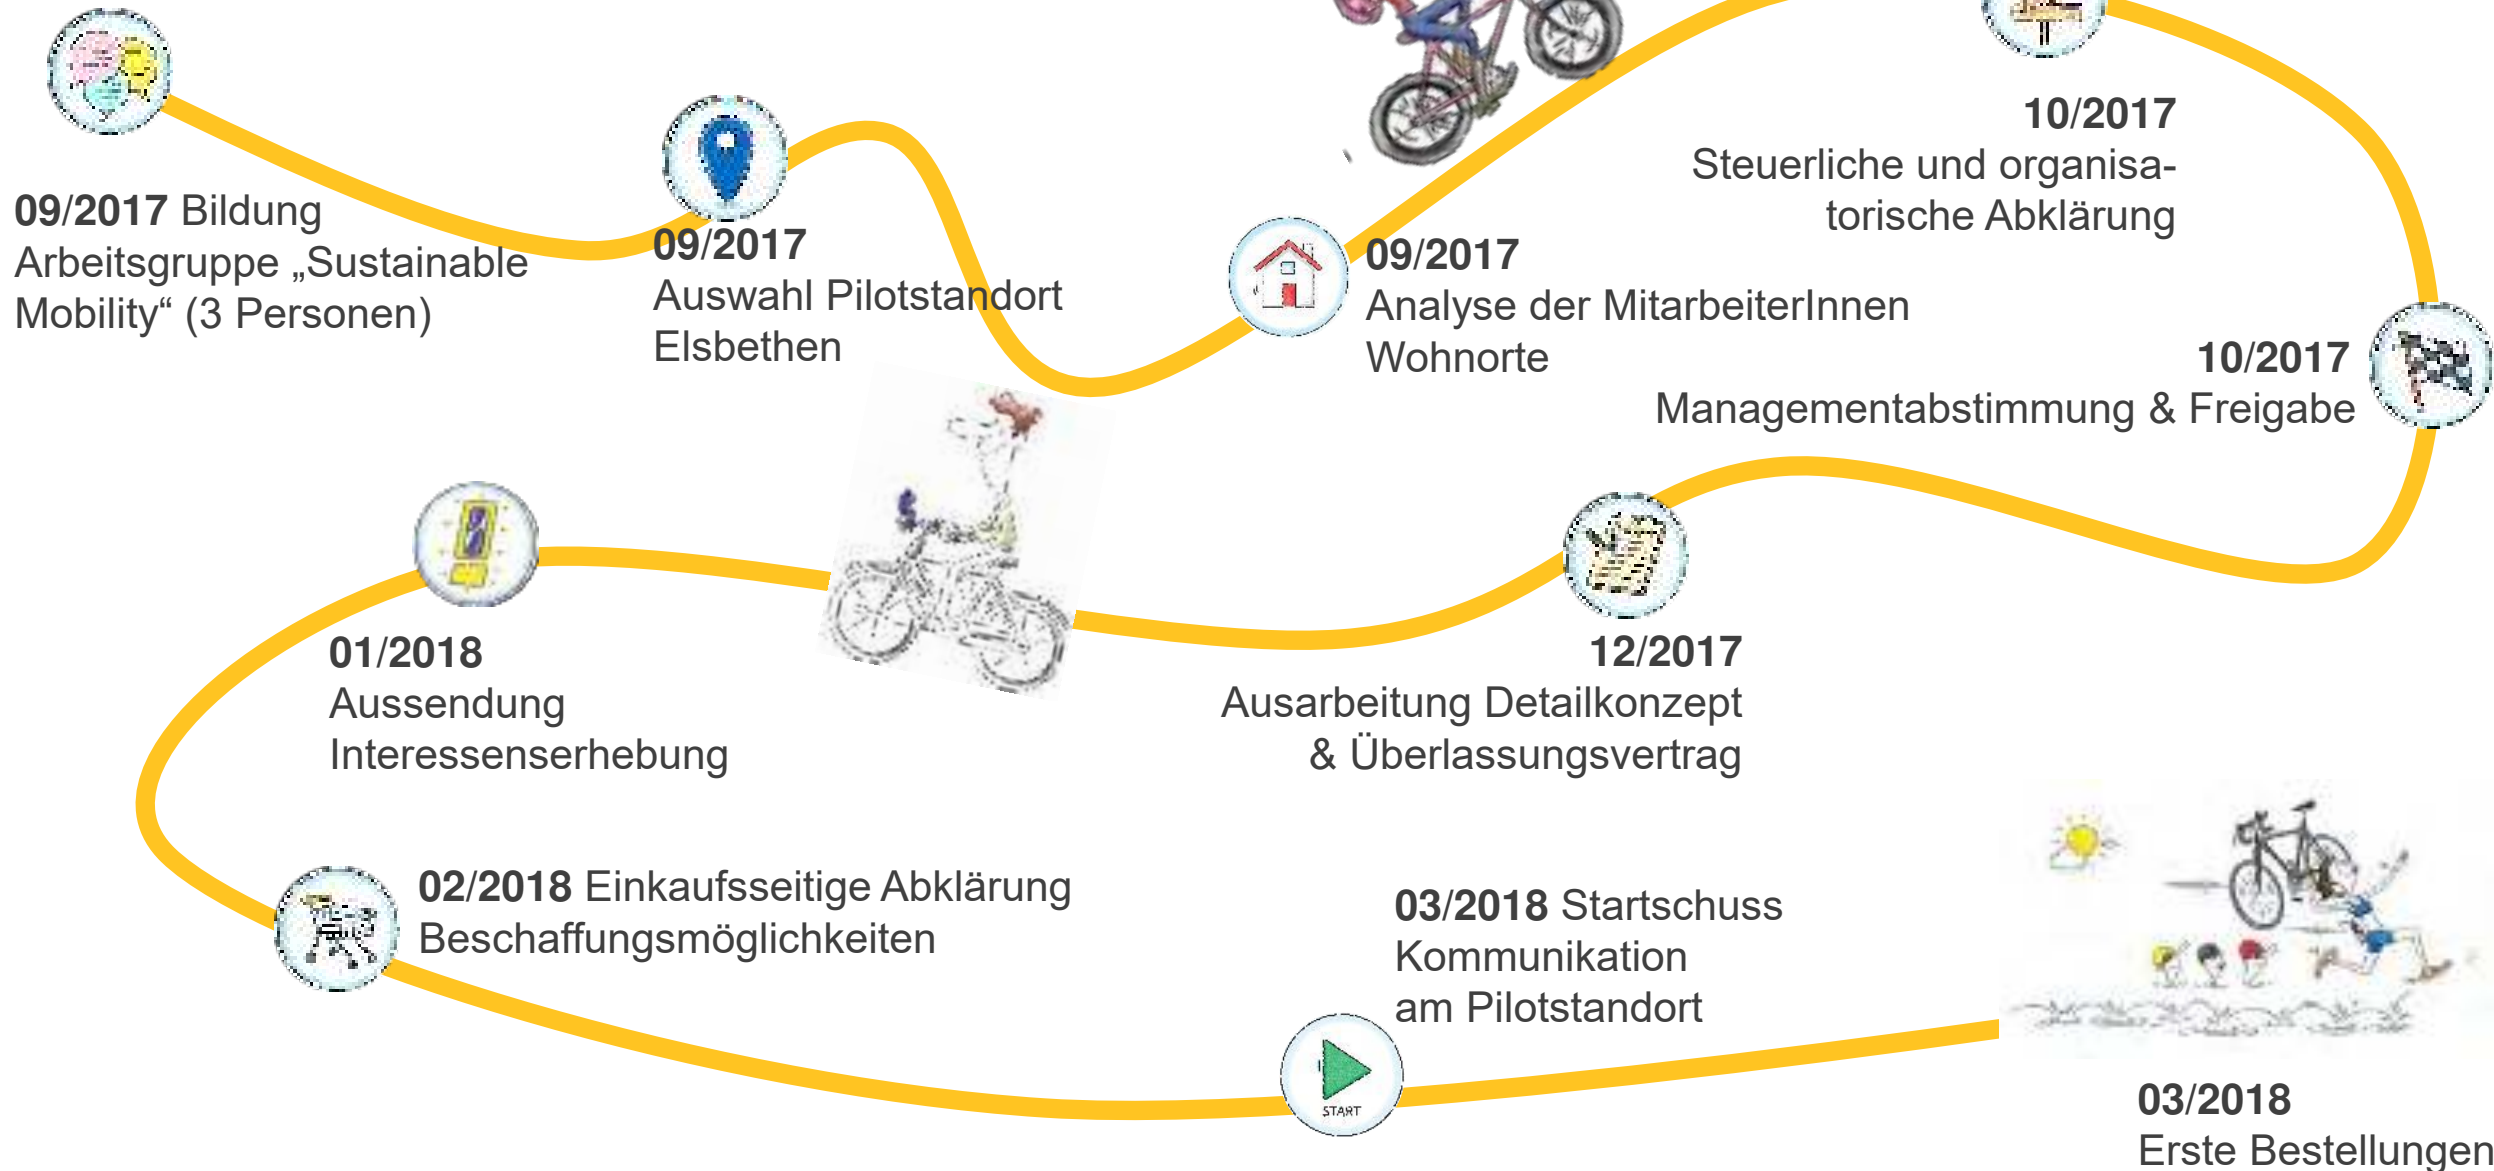 09/2017 Bildung
Arbeitsgruppe „Sustainable
Mobility“ (3 Personen)
09/2017
Auswahl Pilotstandort
Elsbethen
09/2017
Analyse der MitarbeiterInnen
Wohnorte
10/2017
Steuerliche und organisa-
torische Abklärung
10/2017
Managementabstimmung & Freigabe
12/2017
Ausarbeitung Detailkonzept
& Überlassungsvertrag
01/2018
Aussendung
Interessenserhebung
02/2018 Einkaufsseitige Abklärung
Beschaffungsmöglichkeiten
03/2018 Startschuss
Kommunikation
am Pilotstandort
START
03/2018
Erste Bestellungen